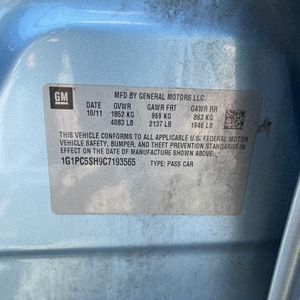 GM
MFD BY GENERAL MOTORS LLC.
DATE GVWR GAWR FRT GAWR RR
10/11 1852 KG 969 KG 883 KG
4083 LB 2137 LB 1946 LB
THIS VEHICLE CONFORMS TO ALL APPLICABLE U.S. FEDERAL MOTOR
VEHICLE SAFETY, BUMPER, AND THEFT PREVENTION STANDARDS
IN EFFECT ON THE DATE OF MANUFACTURE SHOWN ABOVE.
1G1PC5SH9C7193565 TYPE: PASS CAR